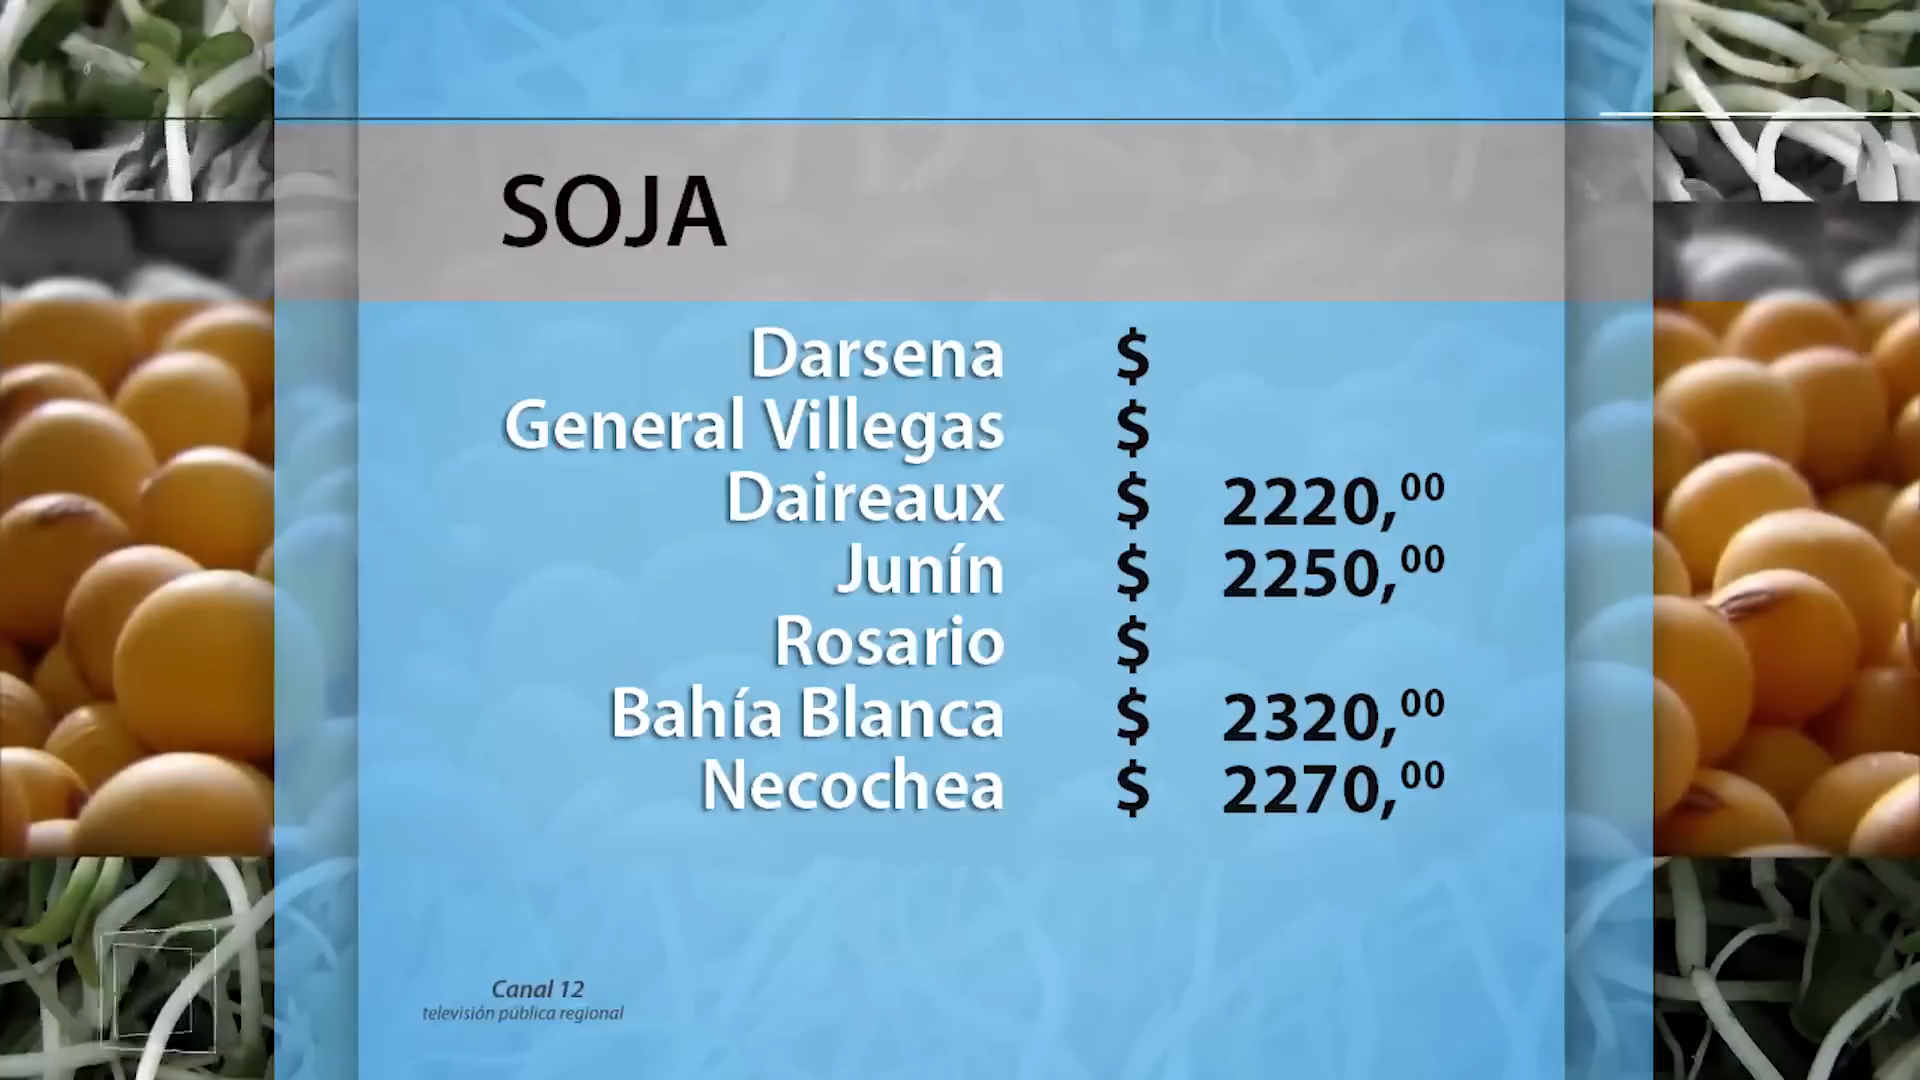 SOJA
Darsena $
General Villegas $
Daireaux $ 2220,00
Junín $ 2250,00
Rosario $
Bahía Blanca $ 2320,00
Necochea $ 2270,00
Canal 12
televisión pública regional